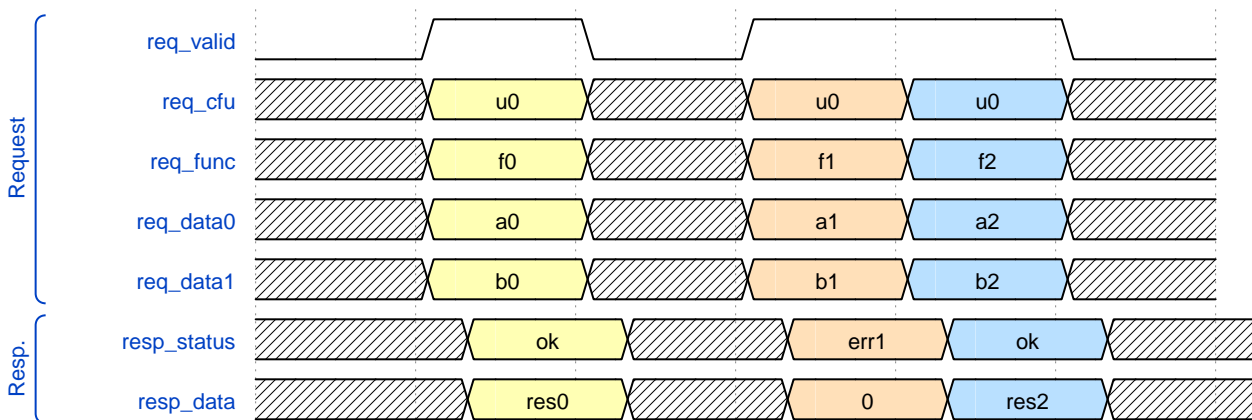 Request
req_valid
req_cfu u0 u0 u0
req_func f0 f1 f2
req_data0 a0 a1 a2
req_data1 b0 b1 b2
Resp.
resp_status ok err1 ok
resp_data res0 0 res2